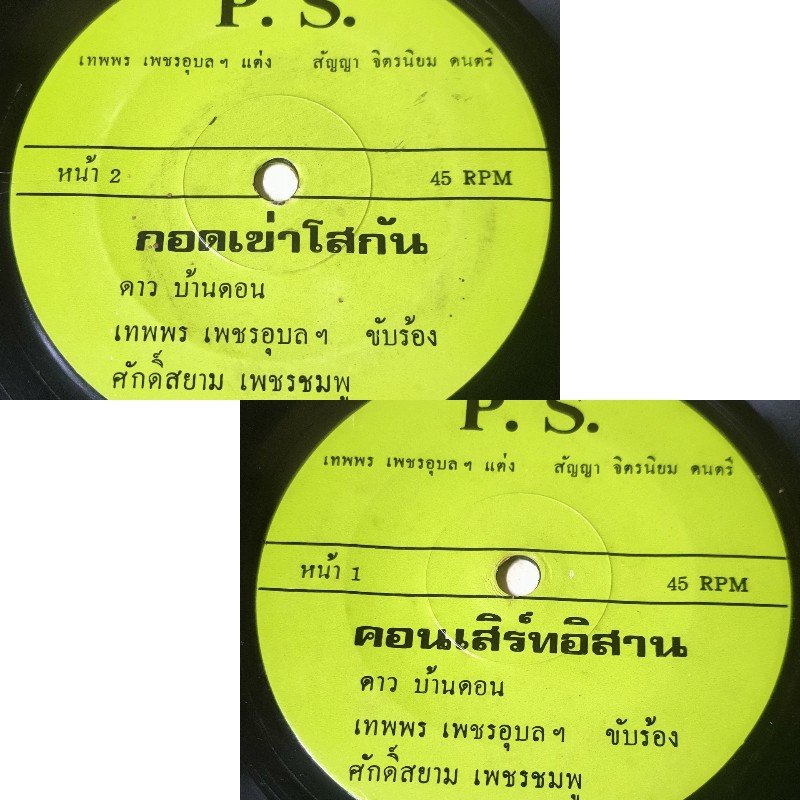 P. S.
เทพพร เพชรอุบลฯ แต่ง สัญญา จิตรนิยม ดนตรี
หน้า 2 45 RPM
กอดเข่าโสกัน
ดาว บ้านดอน
เทพพร เพชรอุบลฯ ขับร้อง
ศักดิ์สยาม เพชรชมพู
P. S.
เทพพร เพชรอุบลฯ แต่ง สัญญา จิตรนิยม ดนตรี
หน้า 1 45 RPM
คอนเสิร์ทอิสาน
ดาว บ้านดอน
เทพพร เพชรอุบลฯ ขับร้อง
ศักดิ์สยาม เพชรชมพู